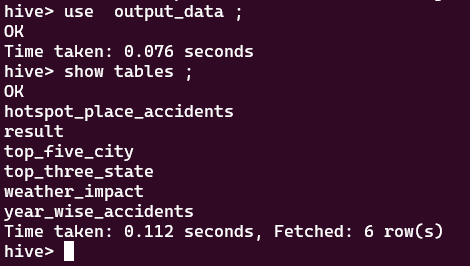 hive> use  output_data ;
OK
Time taken: 0.076 seconds
hive> show tables ;
OK
hotspot_place_accidents
result
top_five_city
top_three_state
weather_impact
year_wise_accidents
Time taken: 0.112 seconds, Fetched: 6 row(s)
hive>